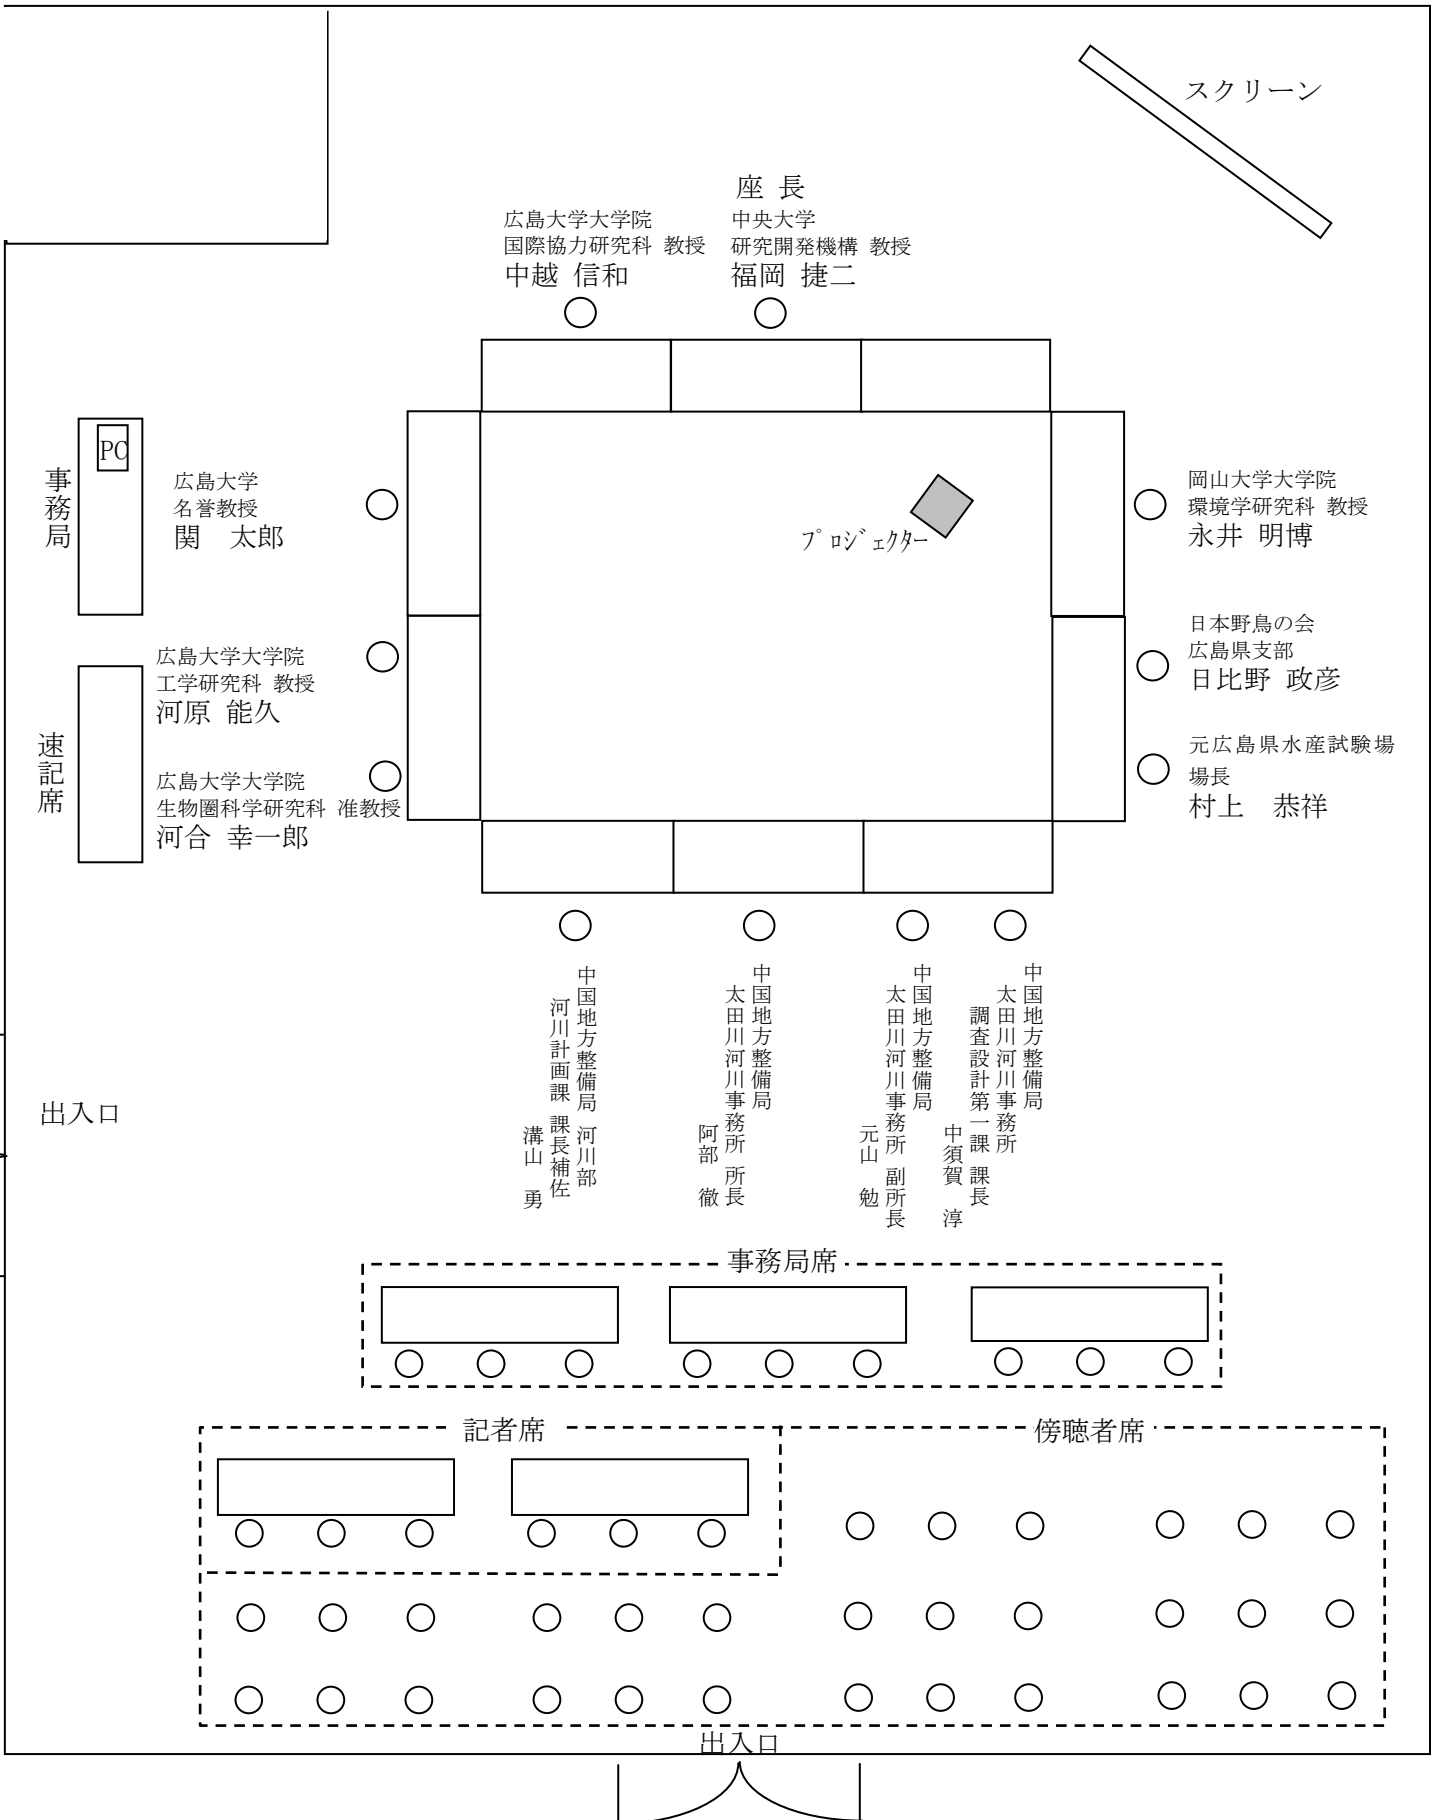 スクリーン
座 長
広島大学大学院
国際協力研究科 教授
中越 信和
中央大学
研究開発機構 教授
福岡 捷二
事務局
PC
広島大学
名誉教授
関　太郎
プロジェクター
岡山大学大学院
環境学研究科 教授
永井 明博
日本野鳥の会
広島県支部
日比野 政彦
速記席
広島大学大学院
工学研究科 教授
河原 能久
元広島県水産試験場
場長
村上　恭祥
広島大学大学院
生物圏科学研究科 准教授
河合 幸一郎
中国地方整備局 河川部
河川計画課 課長補佐
溝山　勇
中国地方整備局
太田川河川事務所 所長
阿部　徹
中国地方整備局
太田川河川事務所 副所長
元山　勉
中国地方整備局
太田川河川事務所
調査設計第一課 課長
中須賀　淳
出入口
事務局席
記者席
傍聴者席
出入口